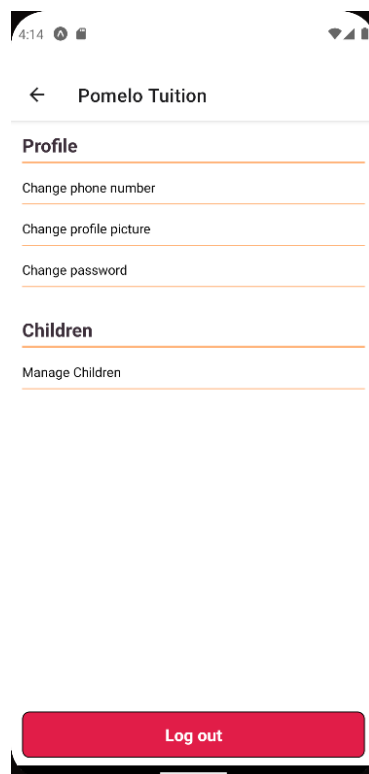 4:14
Pomelo Tuition
Profile
Change phone number
Change profile picture
Change password
Children
Manage Children
Log out